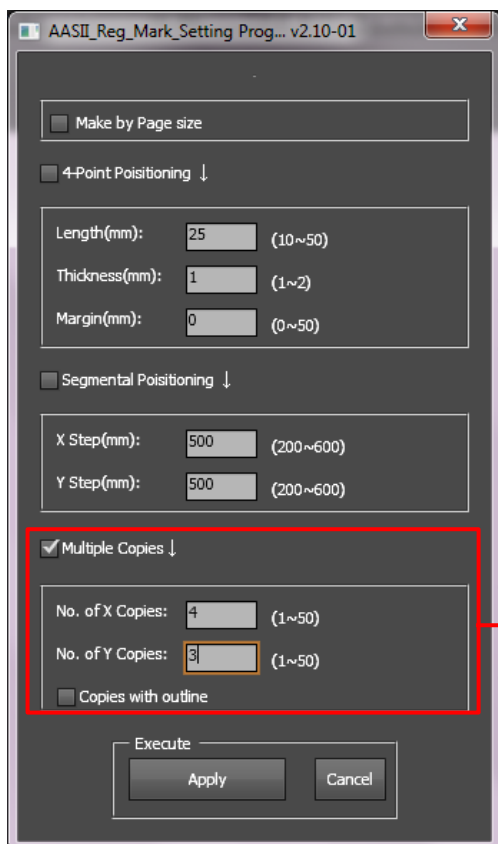 AASII_Reg_Mark_Setting Prog... v2.10-01
Make by Page size
4-Point Poisitioning ↓
Length(mm): 25 (10~50)
Thickness(mm): 1 (1~2)
Margin(mm): 0 (0~50)
Segmental Poisitioning ↓
X Step(mm): 500 (200~600)
Y Step(mm): 500 (200~600)
Multiple Copies ↓
No. of X Copies: 4 (1~50)
No. of Y Copies: 3 (1~50)
Copies with outline
Execute
Apply Cancel